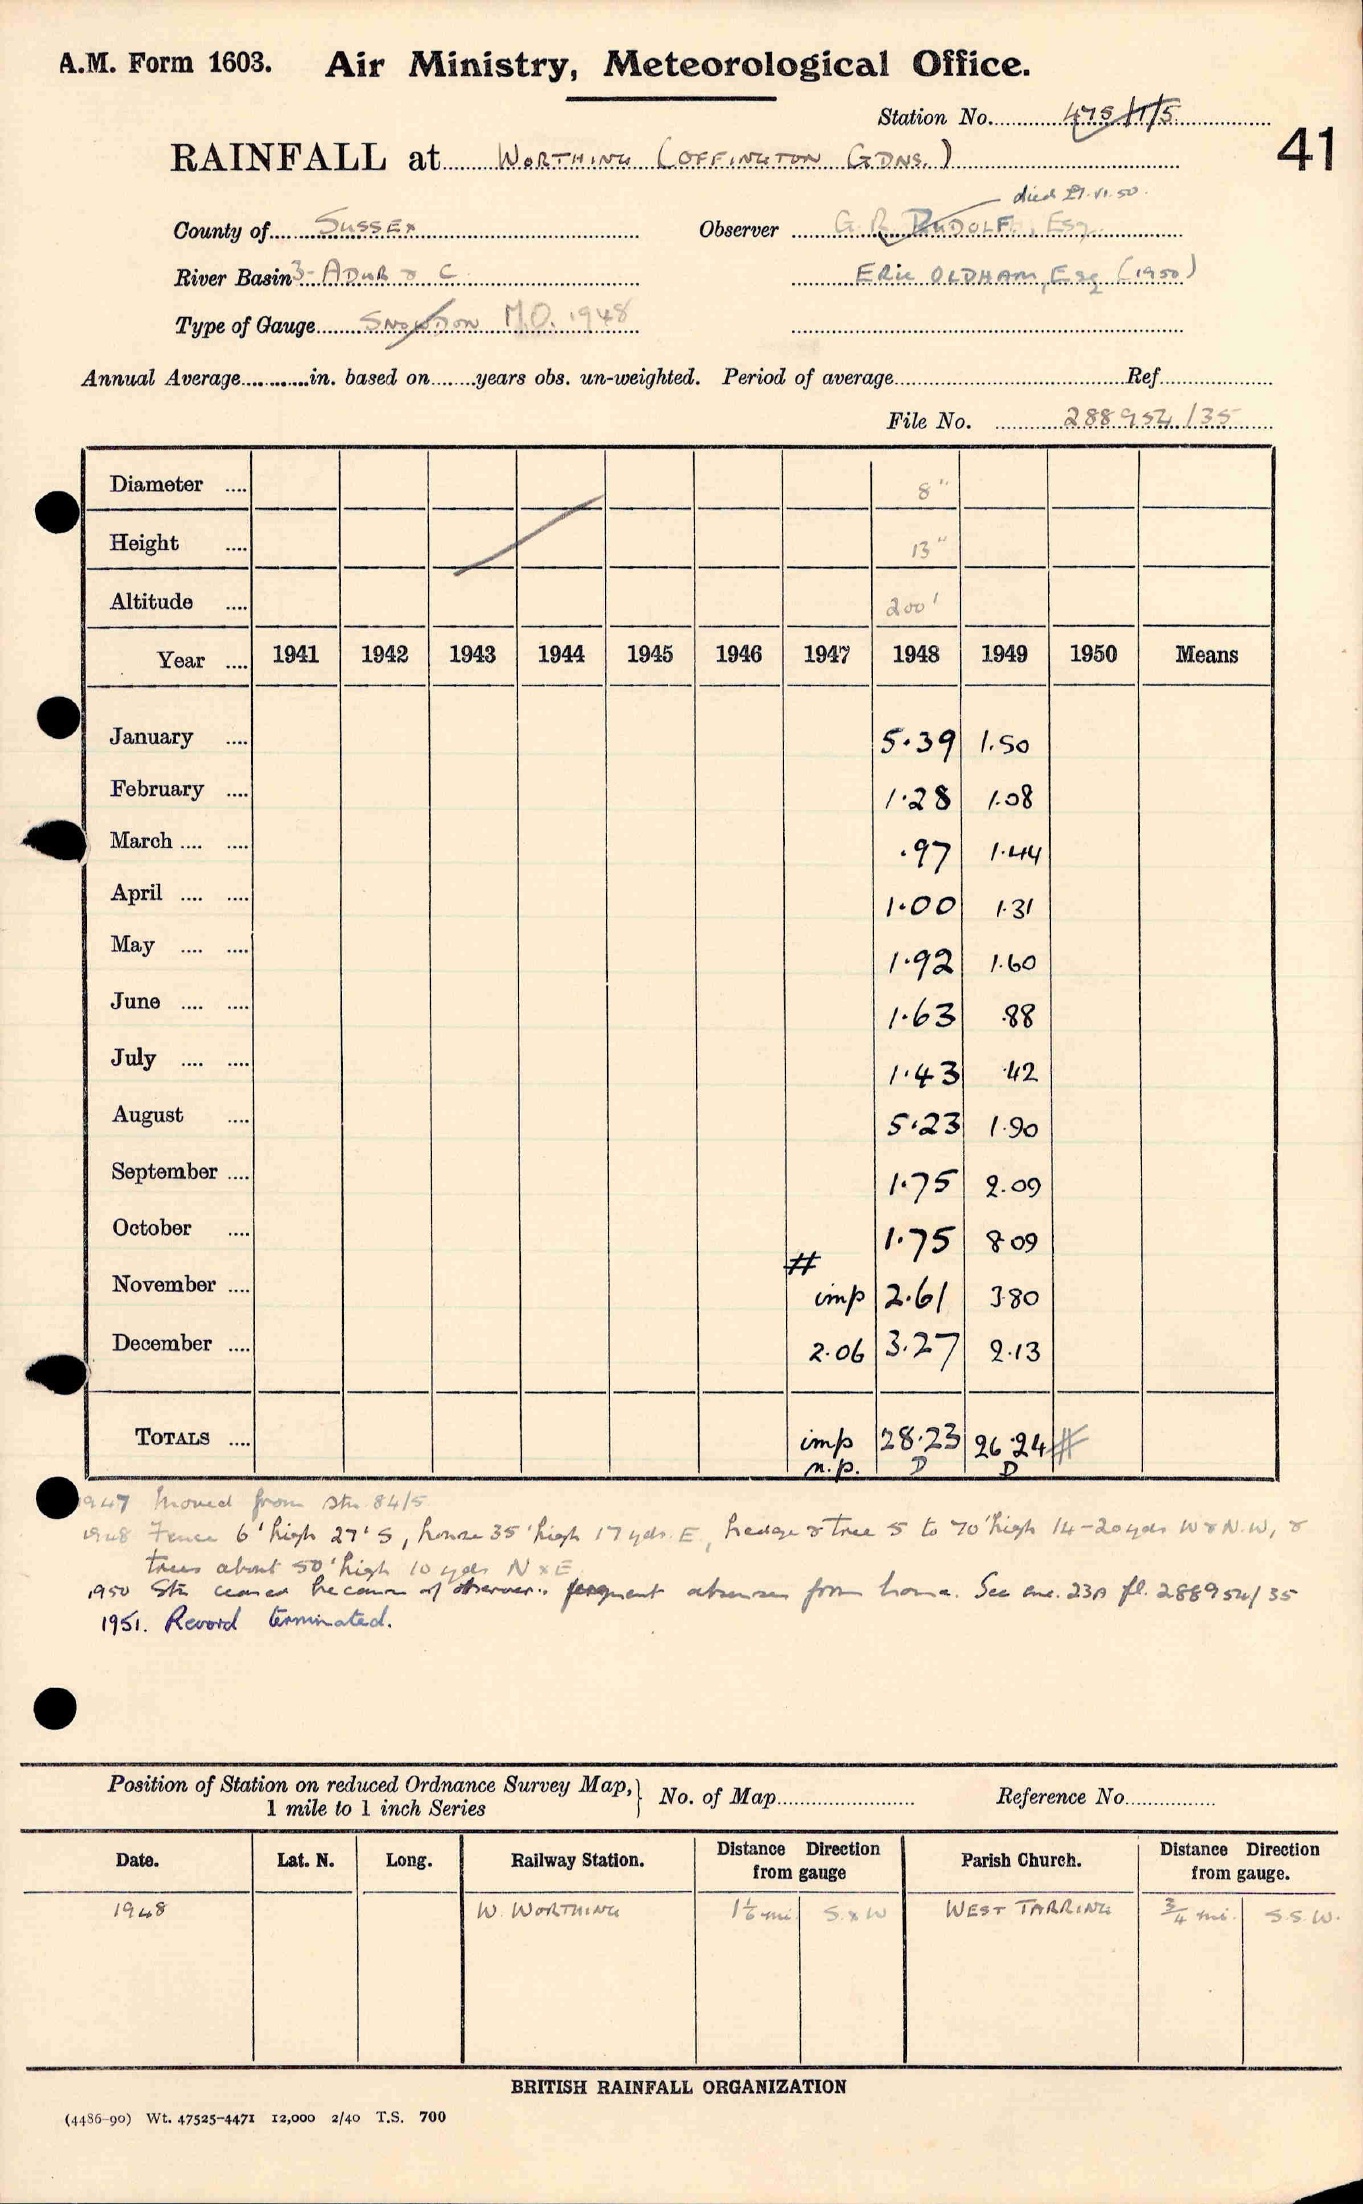 A.M. Form 1603. Air Ministry, Meteorological Office.
Station No. 475/1/5
41
RAINFALL at WORTHING (OFFINGTON GDNS.)
died 27.VI.50.
County of SUSSEX Observer G. R. RUDOLF, ESQ.
River Basin 3-ADUR & C ERIC OLDHAM, Esq (1950)
Type of Gauge SNOWDON M.O. 1948
Annual Average in. based on years obs. un-weighted. Period of average Ref
File No. 288954/35
Diameter .... 8"
Height .... 13"
Altitude .... 200'
Year .... 1941 1942 1943 1944 1945 1946 1947 1948 1949 1950 Means
January .... 5.39 1.50
February .... 1.28 1.08
March .... .... .97 1.44
April .... .... 1.00 1.31
May .... .... 1.92 1.60
June .... .... 1.63 .88
July .... .... 1.43 .42
August .... 5.23 1.90
September .... 1.75 2.09
October .... 1.75 8.09
#
November .... imp 2.61 3.80
December .... 2.06 3.27 2.13
TOTALS .... imp 28.23 26.24 #
n.p. D D
1947 Moved from stn 84/5
1948 Fence 6' high 27' S, house 35' high 17 yds. E, hedge & tree 5 to 70' high 14-20 yds W & N.W, &
trees about 50' high 10 yds N x E
1950 Stn ceased because of observer's frequent absences from home. See enc. 23A fl. 288954/35
1951. Record terminated.
Position of Station on reduced Ordnance Survey Map, 1 mile to 1 inch Series } No. of Map Reference No.
Date. Lat. N. Long. Railway Station. Distance Direction from gauge Parish Church. Distance Direction from gauge.
1948 W. WORTHING 1⅙ mi. S.x W WEST TARRING ¾ mi. S.S.W.
BRITISH RAINFALL ORGANIZATION
(4486-90) Wt. 47525-4471 12,000 2/40 T.S. 700